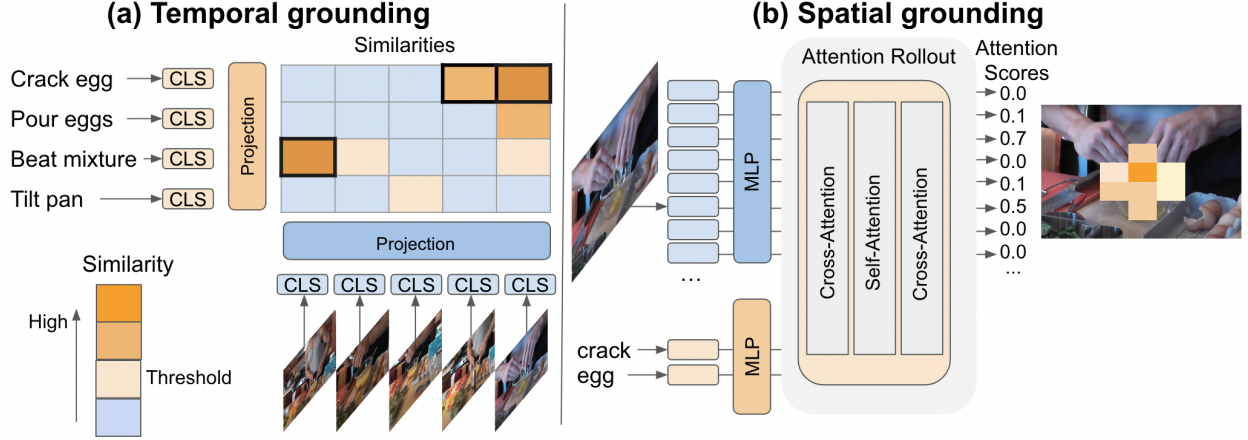 (a) Temporal grounding
Similarities
Crack egg
CLS
Pour eggs
CLS
Beat mixture
CLS
Tilt pan
CLS
Projection
Projection
CLS CLS CLS CLS CLS
Similarity
High
Threshold
(b) Spatial grounding
Attention Rollout
Attention
Scores
MLP
Cross-Attention
Self-Attention
Cross-Attention
0.0
0.1
0.7
0.0
0.1
0.5
0.0
0.0
...
...
crack
egg
MLP